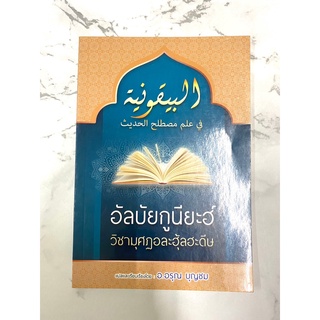 البيقونية
في علم مصطلح الحديث
อัลบัยกูนียะฮ์
วิชามุศฏอละฮุ้ลฮะดีษ
อ.อรุณ บุญชม